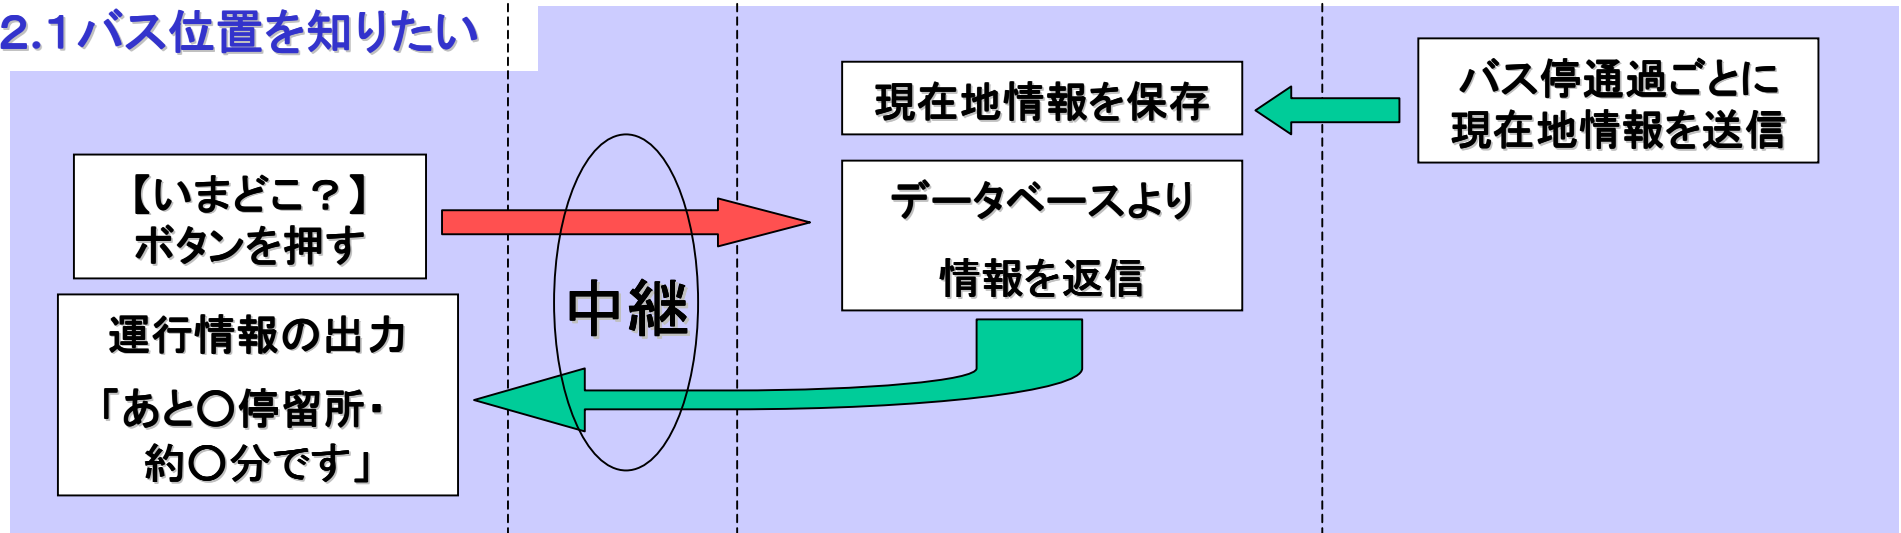 2.1バス位置を知りたい
【いまどこ？】
ボタンを押す
運行情報の出力
「あと〇停留所・
約〇分です」
中継
現在地情報を保存
データベースより
情報を返信
バス停通過ごとに
現在地情報を送信